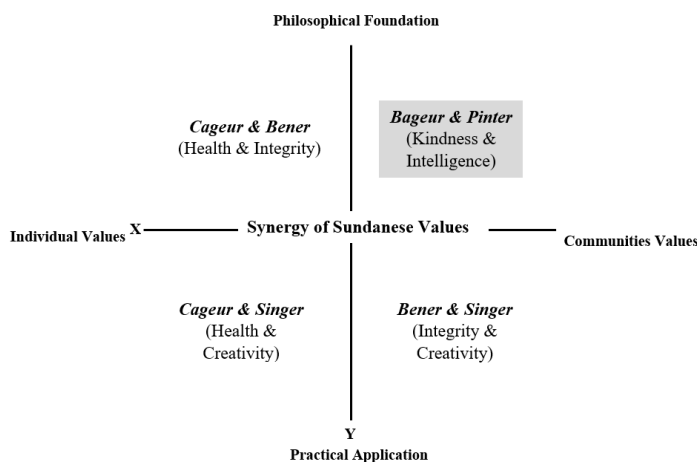 Philosophical Foundation
Cageur & Bener
(Health & Integrity)
Bageur & Pinter
(Kindness &
Intelligence)
Individual Values X
Synergy of Sundanese Values
Communities Values
Cageur & Singer
(Health &
Creativity)
Bener & Singer
(Integrity &
Creativity)
Y
Practical Application